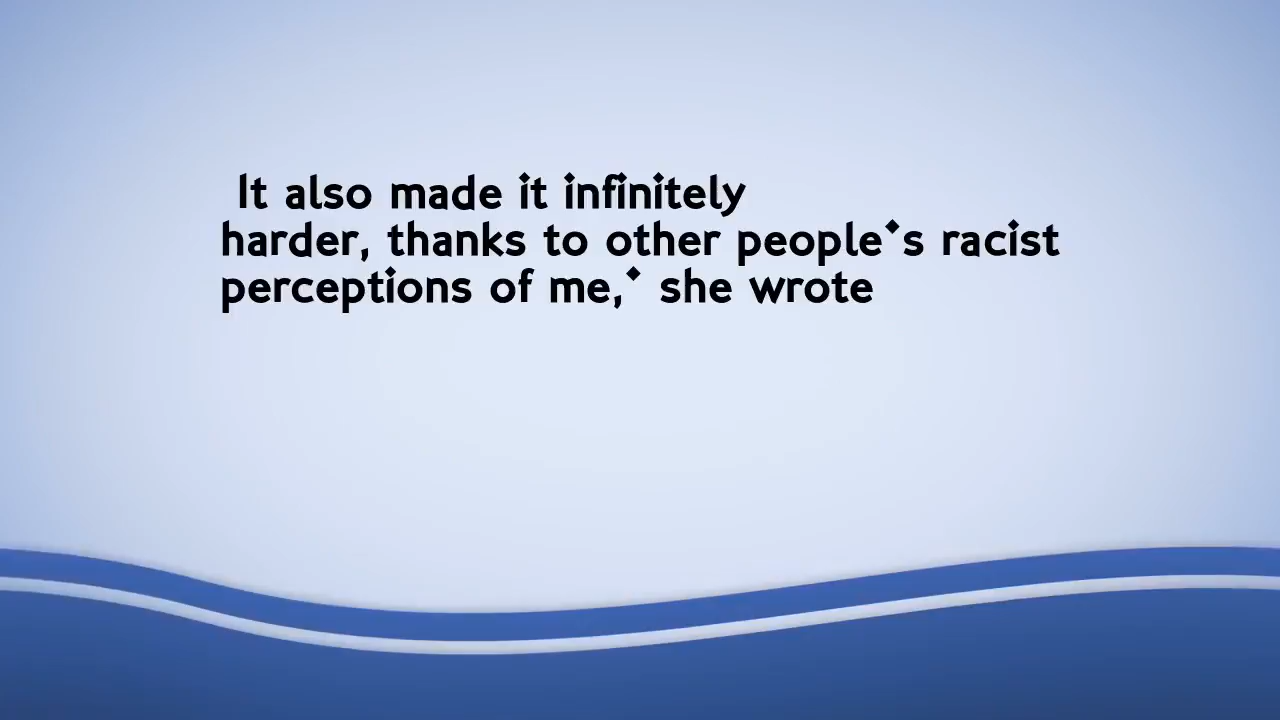 It also made it infinitely
harder, thanks to other people's racist
perceptions of me,' she wrote